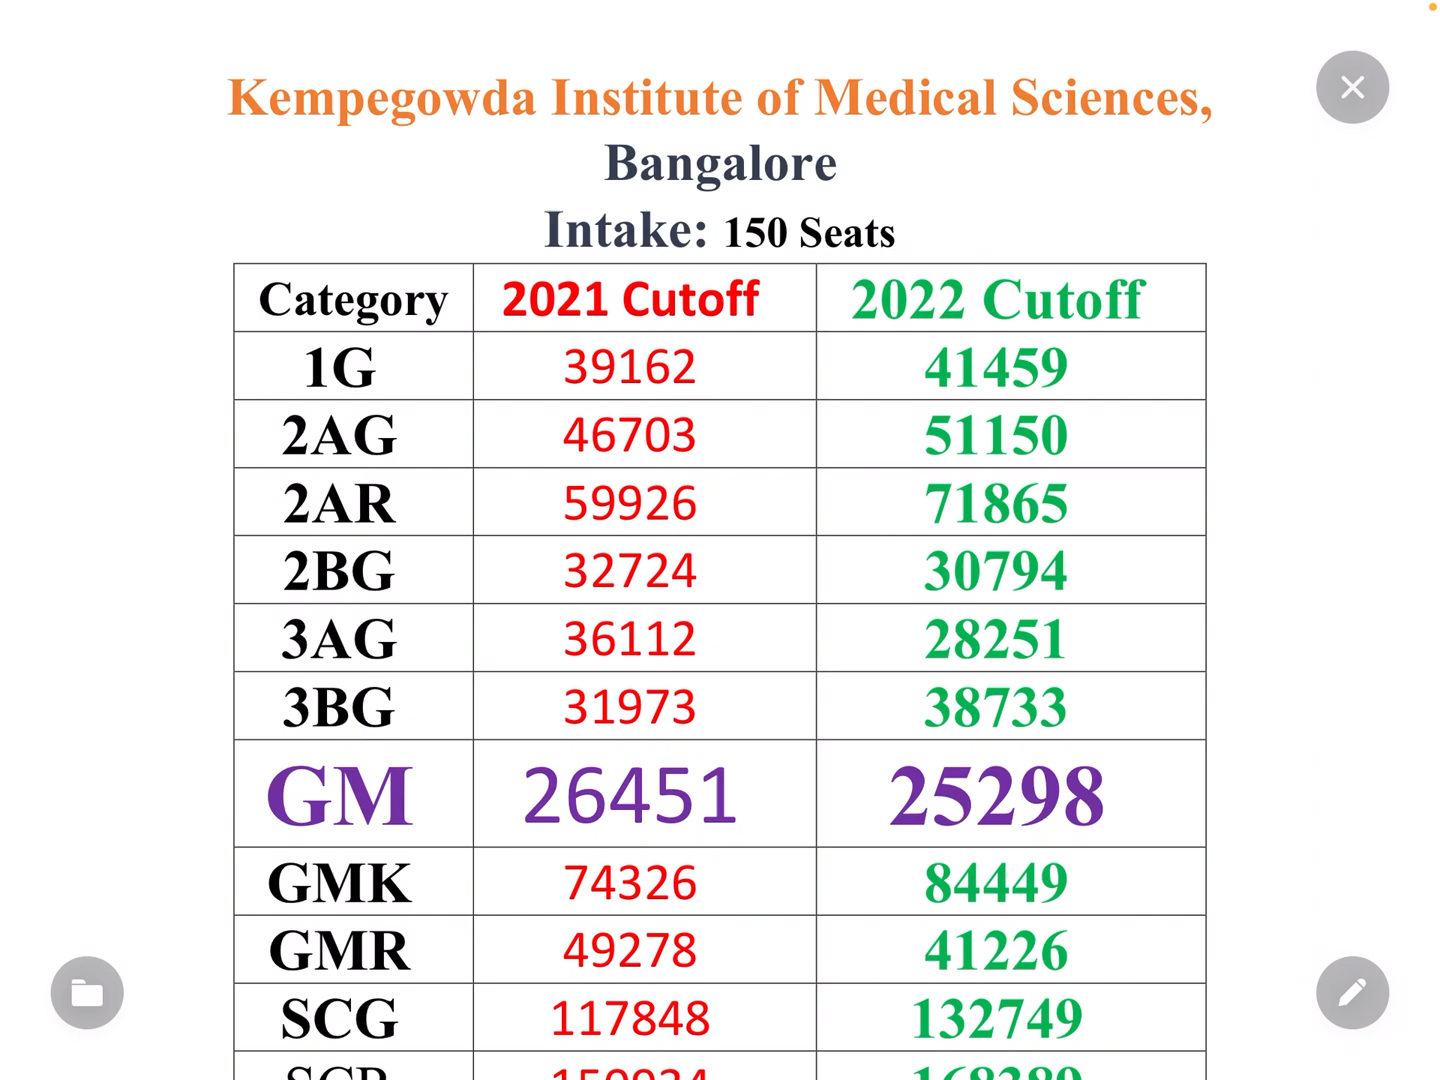 Kempegowda Institute of Medical Sciences,
Bangalore
Intake: 150 Seats
Category 2021 Cutoff 2022 Cutoff
1G 39162 41459
2AG 46703 51150
2AR 59926 71865
2BG 32724 30794
3AG 36112 28251
3BG 31973 38733
GM 26451 25298
GMK 74326 84449
GMR 49278 41226
SCG 117848 132749